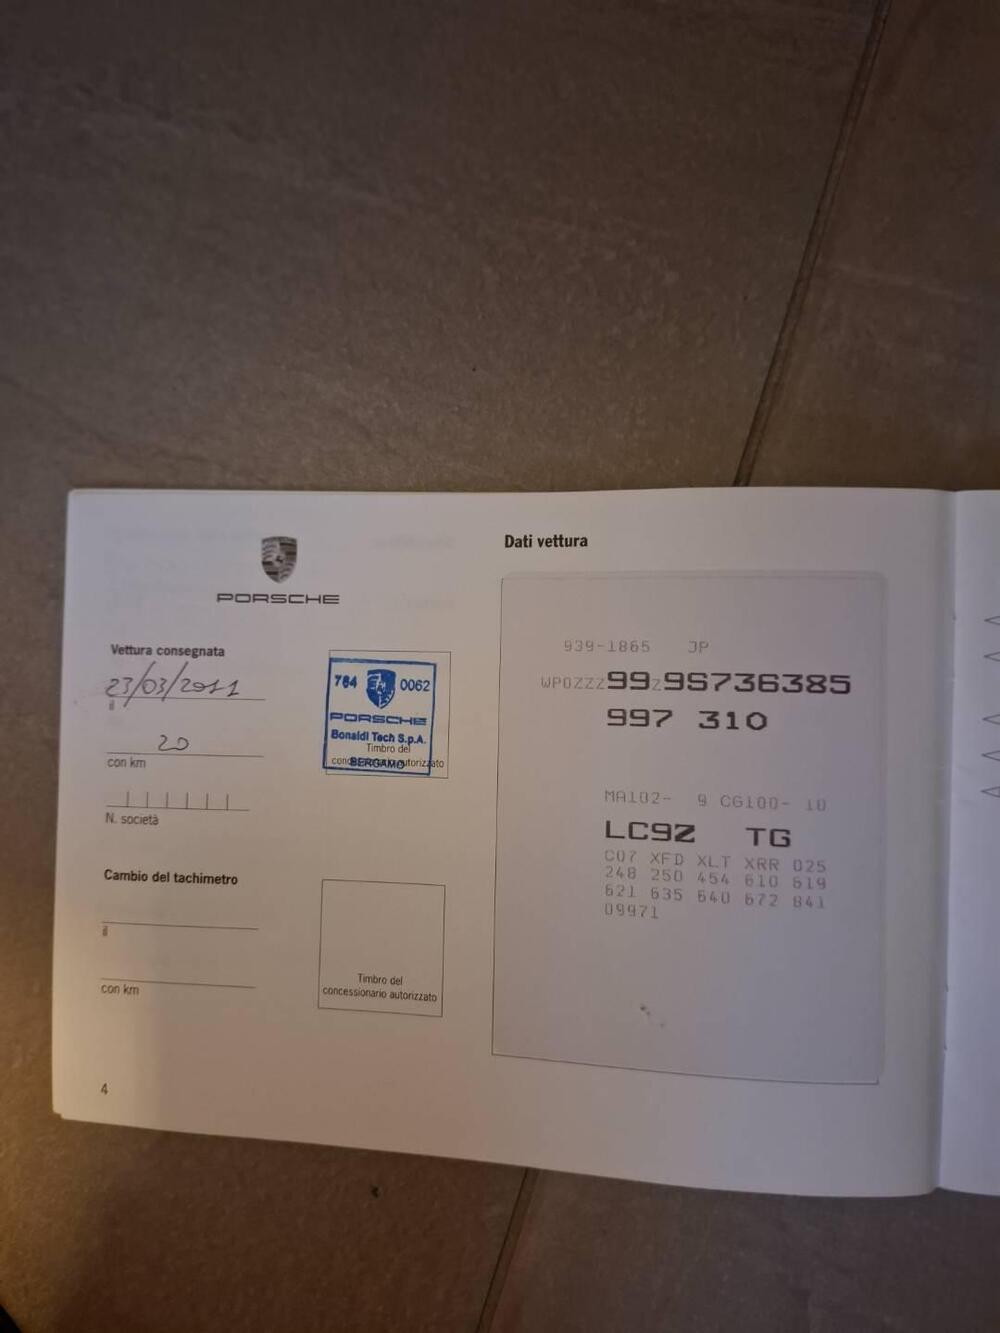 PORSCHE
Vettura consegnata
23/03/2011
il
20
con km
N. società
764 0062
PORSCHE
Bonaldi Tech S.p.A.
Timbro del
concessionario autorizzato
BERGAMO
Cambio del tachimetro
il
con km
Timbro del
concessionario autorizzato
4
Dati vettura
939-1865 JP
WP0ZZZ99Z9S736385
997 310
MA102- 9 CG100- 10
LC9Z TG
C07 XFD XLT XRR 025
248 250 454 610 619
621 635 640 672 841
09971